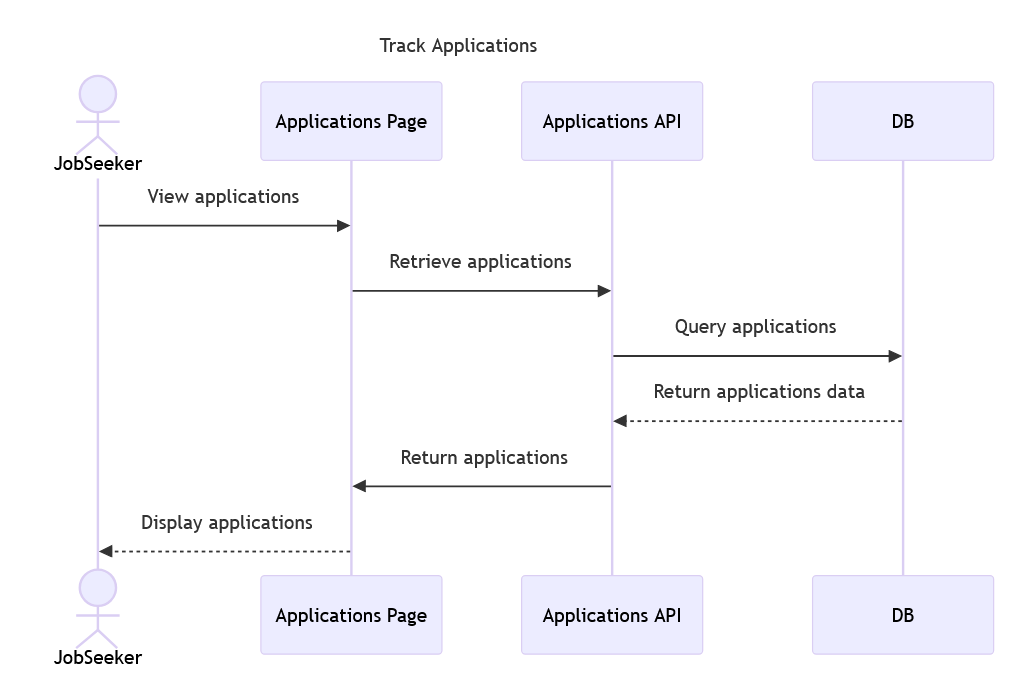 Track Applications
JobSeeker
Applications Page
Applications API
DB
View applications
Retrieve applications
Query applications
Return applications data
Return applications
Display applications
JobSeeker
Applications Page
Applications API
DB